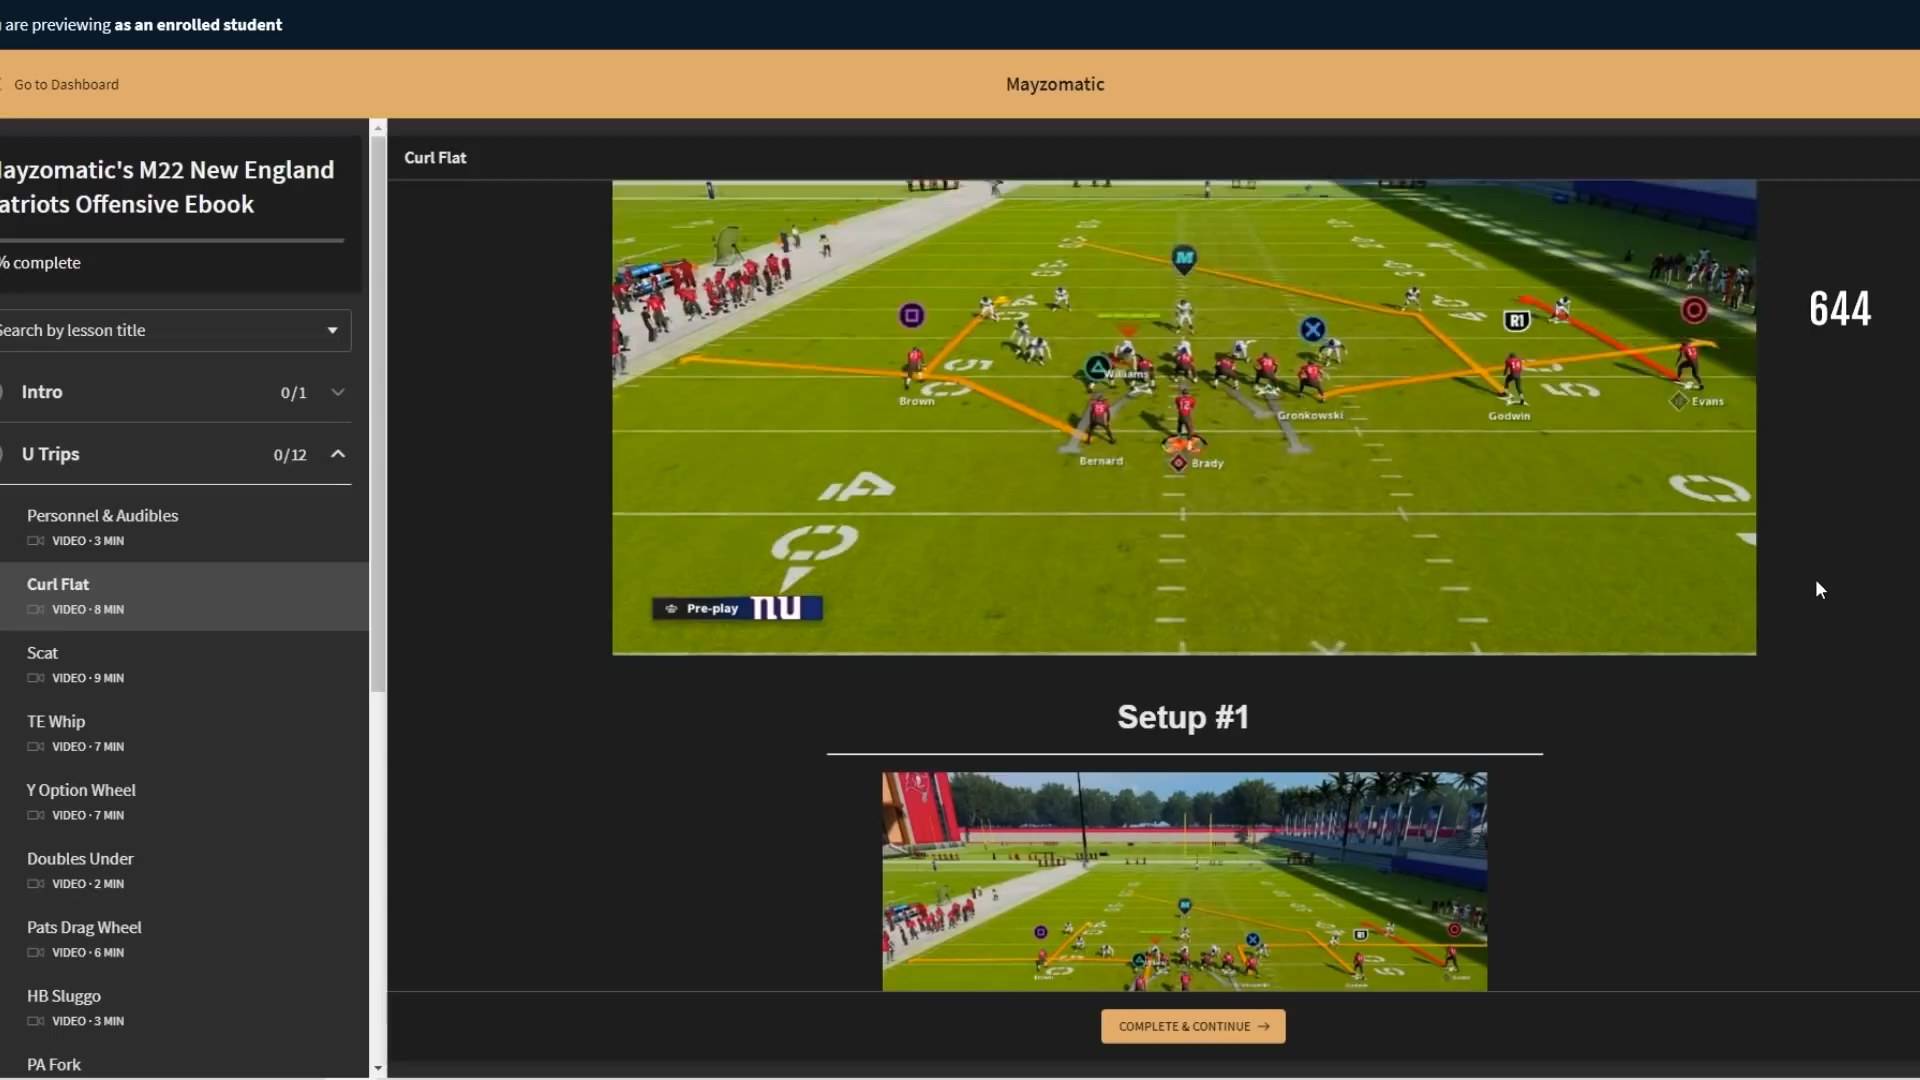 are previewing as an enrolled student
Go to Dashboard
Mayzomatic
ayzomatic's M22 New England
atriots Offensive Ebook
% complete
Search by lesson title
Intro 0/1
U Trips 0/12
Personnel & Audibles
VIDEO · 3 MIN
Curl Flat
VIDEO · 8 MIN
Scat
VIDEO · 9 MIN
TE Whip
VIDEO · 7 MIN
Y Option Wheel
VIDEO · 7 MIN
Doubles Under
VIDEO · 2 MIN
Pats Drag Wheel
VIDEO · 6 MIN
HB Sluggo
VIDEO · 3 MIN
PA Fork
Curl Flat
M
R1
Williams
Brown
Gronkowski
Godwin
Evans
Bernard
Brady
Pre-play
644
Setup #1
R1
COMPLETE & CONTINUE →